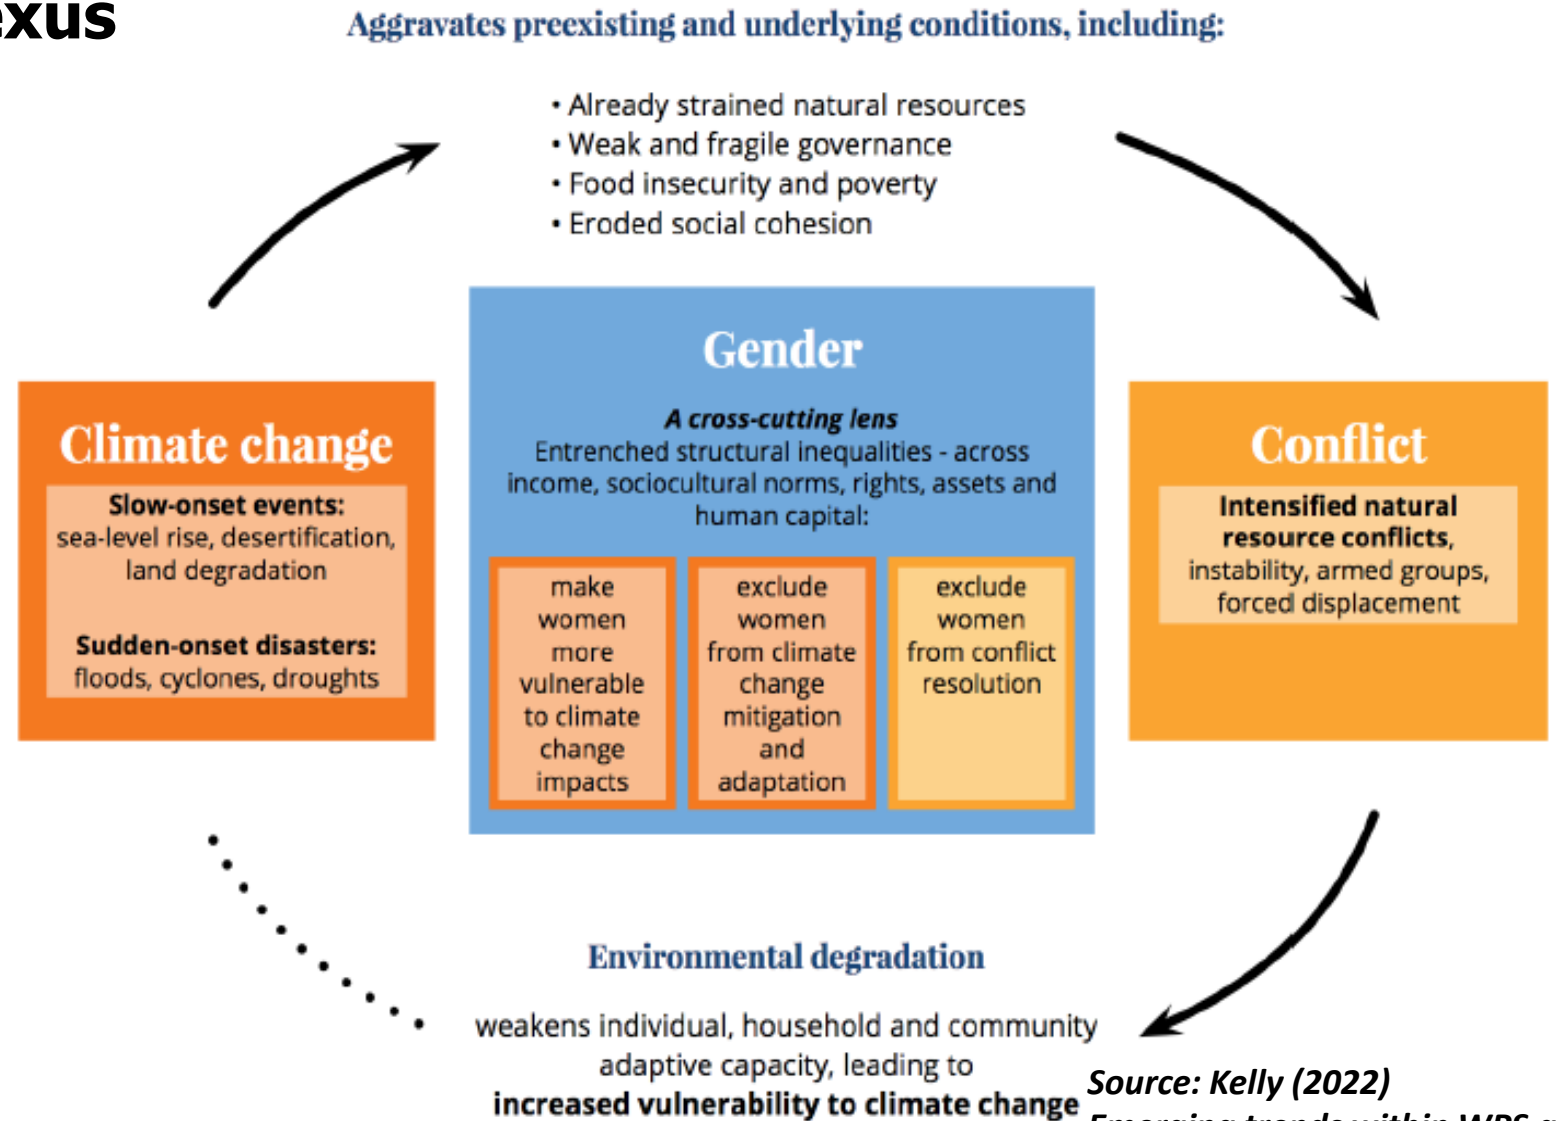 Aggravates preexisting and underlying conditions, including:
• Already strained natural resources
• Weak and fragile governance
• Food insecurity and poverty
• Eroded social cohesion
Gender
A cross-cutting lens
Entrenched structural inequalities - across
income, sociocultural norms, rights, assets and
human capital:
make
women
more
vulnerable
to climate
change
impacts
exclude
women
from climate
change
mitigation
and
adaptation
exclude
women
from conflict
resolution
Climate change
Slow-onset events:
sea-level rise, desertification,
land degradation
Sudden-onset disasters:
floods, cyclones, droughts
Conflict
Intensified natural
resource conflicts,
instability, armed groups,
forced displacement
Environmental degradation
weakens individual, household and community
adaptive capacity, leading to
increased vulnerability to climate change
Source: Kelly (2022)
Emerging trends within WPS